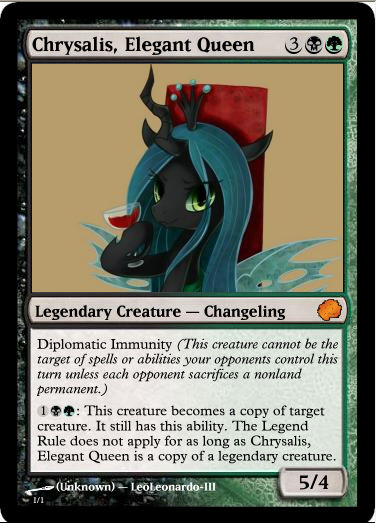 Chrysalis, Elegant Queen 3
Legendary Creature — Changeling
Diplomatic Immunity (This creature cannot be the
target of spells or abilities your opponents control this
turn unless each opponent sacrifices a nonland
permanent.)
1: This creature becomes a copy of target
creature. It still has this ability. The Legend
Rule does not apply for as long as Chrysalis,
Elegant Queen is a copy of a legendary creature.
5/4
(Unknown) — LeoLeonardo-III
1/1